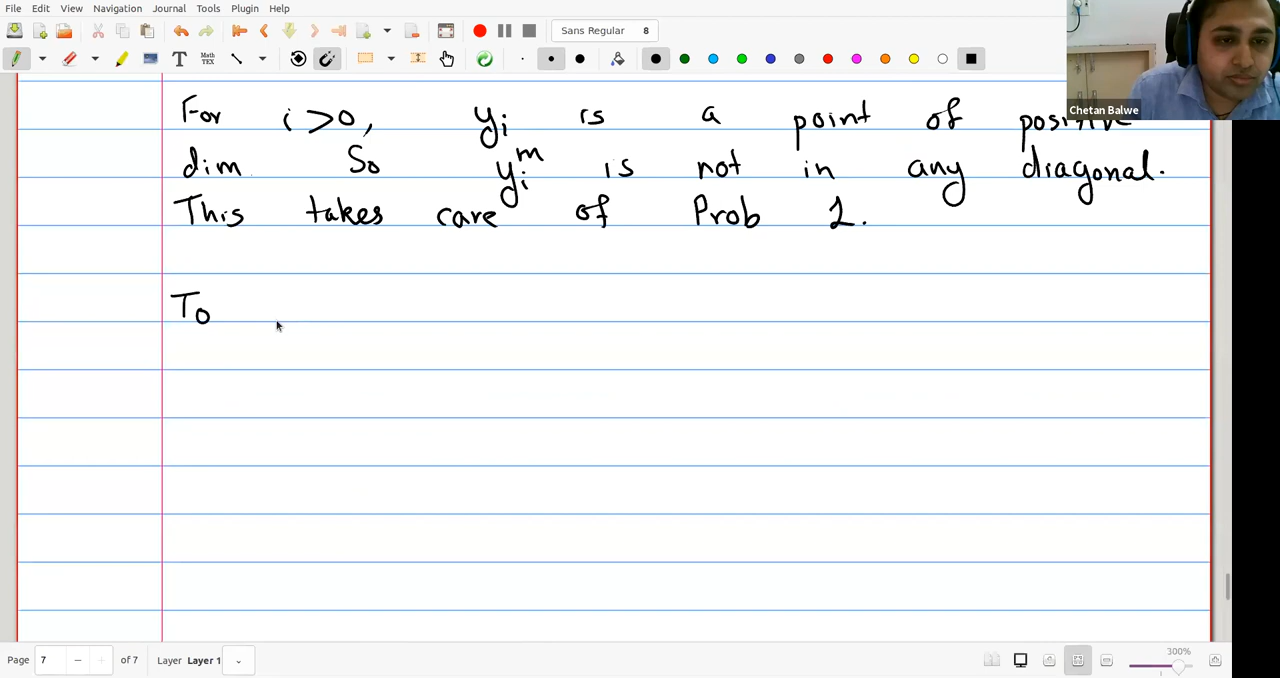 File Edit View Navigation Journal Tools Plugin Help
Sans Regular 8
Chetan Balwe
For i > 0, y_i is a point of positive
dim. So y_i^m is not in any diagonal.
This takes care of Prob 1.
To
Page 7 of 7 Layer Layer 1 300%